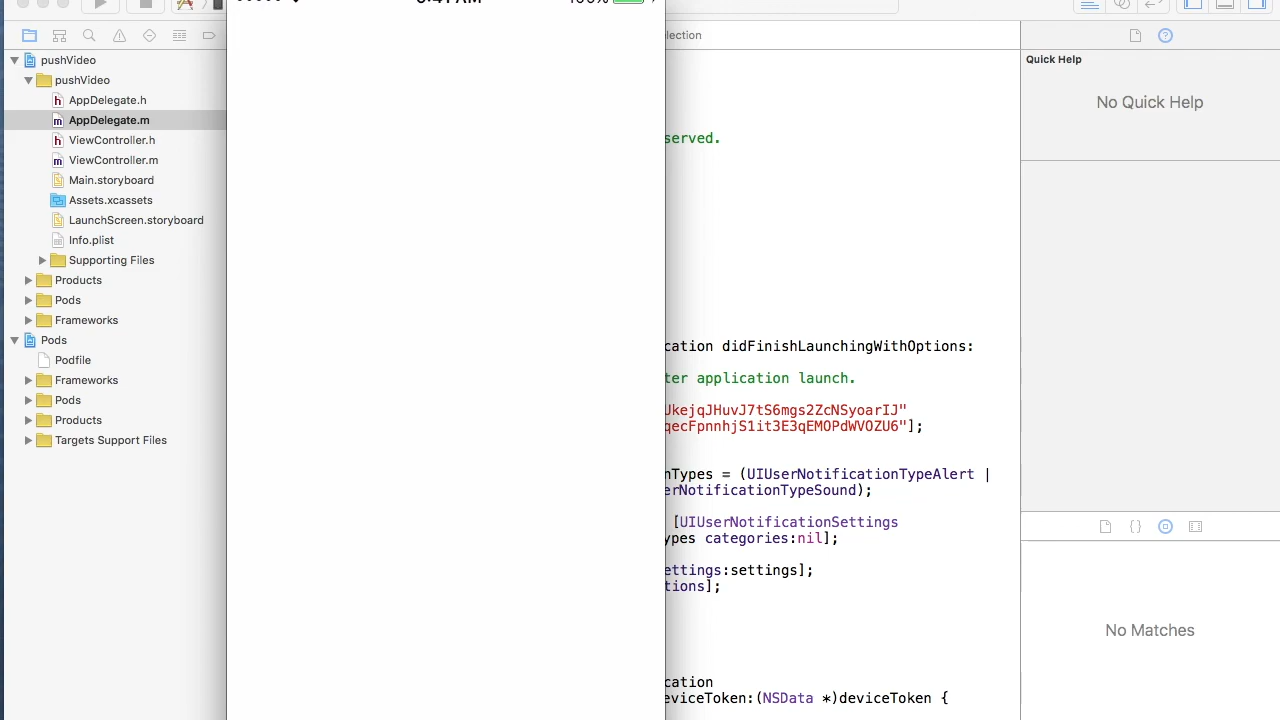 100%
lection
pushVideo
pushVideo
AppDelegate.h
AppDelegate.m
ViewController.h
ViewController.m
Main.storyboard
Assets.xcassets
LaunchScreen.storyboard
Info.plist
Supporting Files
Products
Pods
Frameworks
Pods
Podfile
Frameworks
Pods
Products
Targets Support Files
served.
cation didFinishLaunchingWithOptions:
ter application launch.
UkejqJHuvJ7tS6mgs2ZcNSyoarIJ"
qecFpnnhjS1it3E3qEMOPdWVOZU6"];
nTypes = (UIUserNotificationTypeAlert |
erNotificationTypeSound);
[UIUserNotificationSettings
ypes categories:nil];
ettings:settings];
tions];
cation
eviceToken:(NSData *)deviceToken {
Quick Help
No Quick Help
{}
No Matches